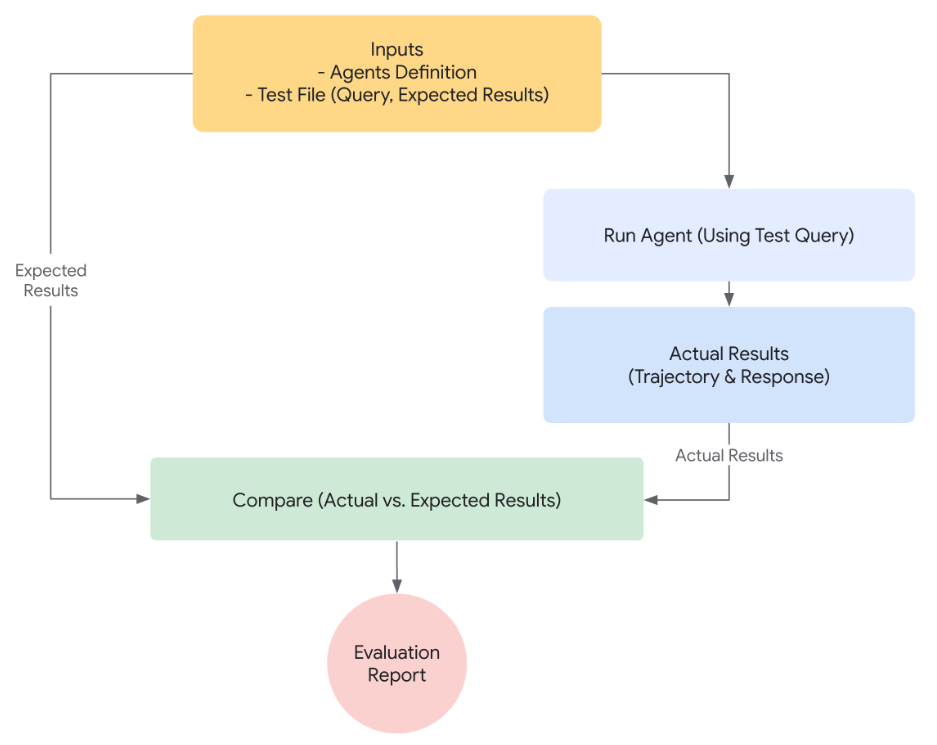 Inputs
- Agents Definition
- Test File (Query, Expected Results)
Run Agent (Using Test Query)
Expected
Results
Actual Results
(Trajectory & Response)
Actual Results
Compare (Actual vs. Expected Results)
Evaluation
Report